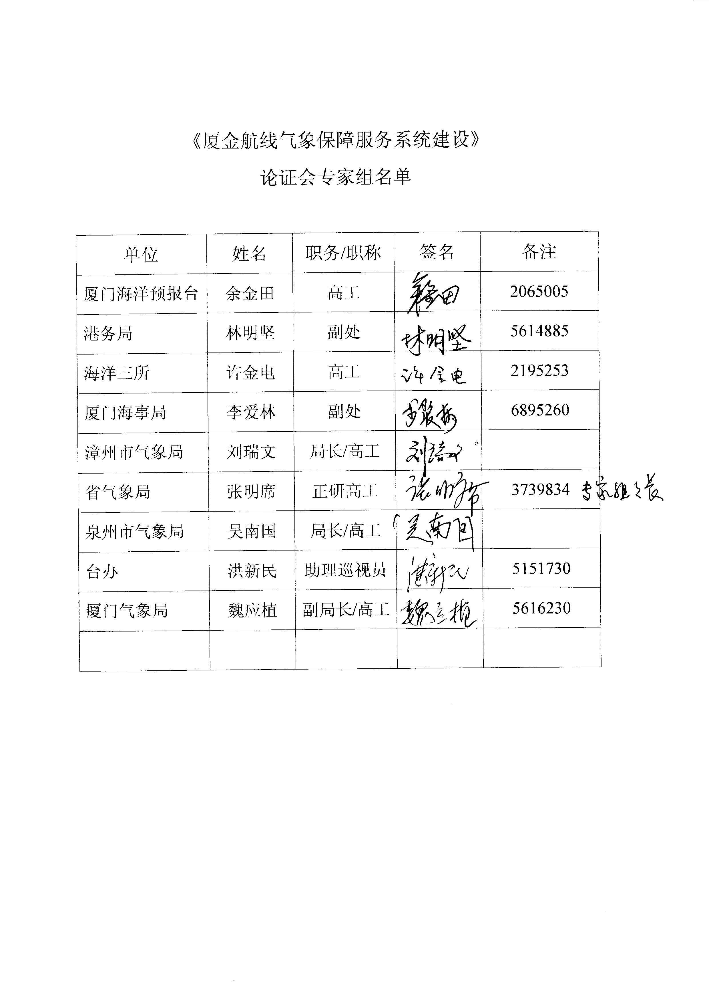 《厦金航线气象保障服务系统建设》
论证会专家组名单
单位 姓名 职务/职称 签名 备注
厦门海洋预报台 余金田 高工 余金田 2065005
港务局 林明坚 副处 林明坚 5614885
海洋三所 许金电 高工 许金电 2195253
厦门海事局 李爱林 副处 李爱林 6895260
漳州市气象局 刘瑞文 局长/高工 刘瑞文
省气象局 张明席 正研高工 张明席 3739834 专家组组长
泉州市气象局 吴南国 局长/高工 吴南国
台办 洪新民 助理巡视员 洪新民 5151730
厦门气象局 魏应植 副局长/高工 魏应植 5616230